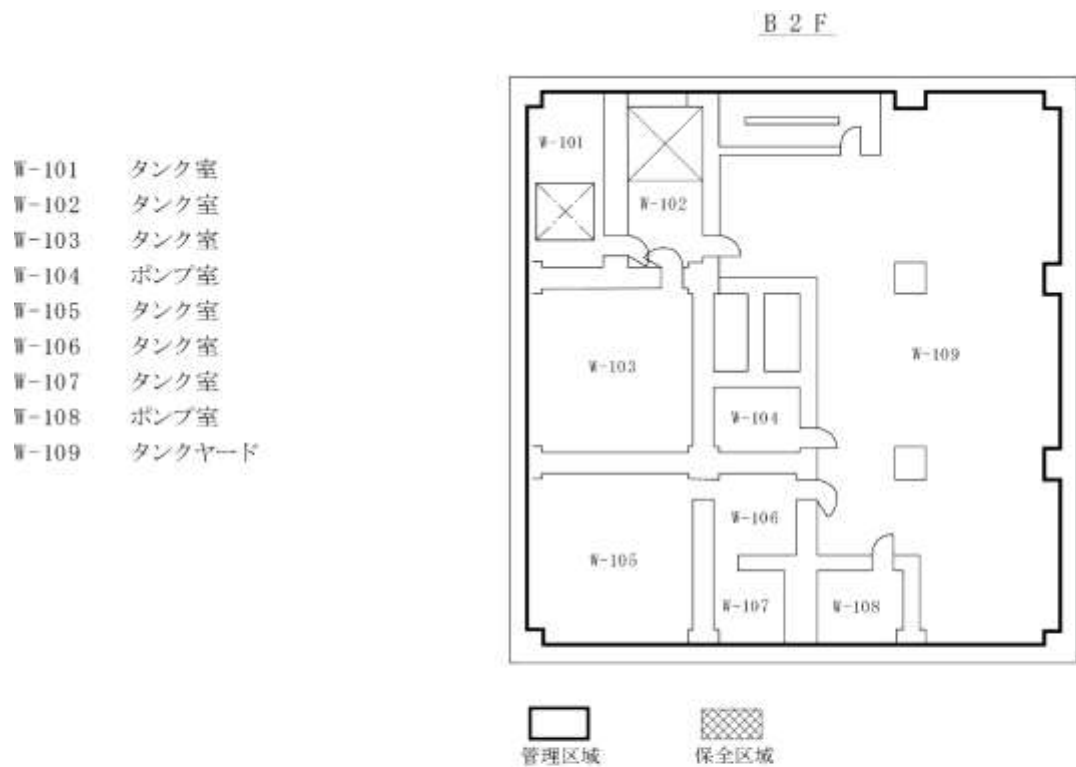 B 2 F
W-101 タンク室
W-102 タンク室
W-103 タンク室
W-104 ポンプ室
W-105 タンク室
W-106 タンク室
W-107 タンク室
W-108 ポンプ室
W-109 タンクヤード
W-101
W-102
W-103
W-109
W-104
W-106
W-105
W-107
W-108
管理区域
保全区域